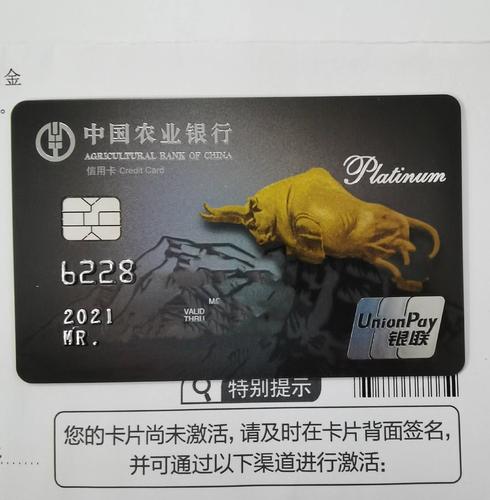 金
中国农业银行
AGRICULTURAL BANK OF CHINA
信用卡 Credit Card
Platinum
6228
VALID
THRU
2021
MR.
UnionPay
银联
特别提示
您的卡片尚未激活,请及时在卡片背面签名,
并可通过以下渠道进行激活: